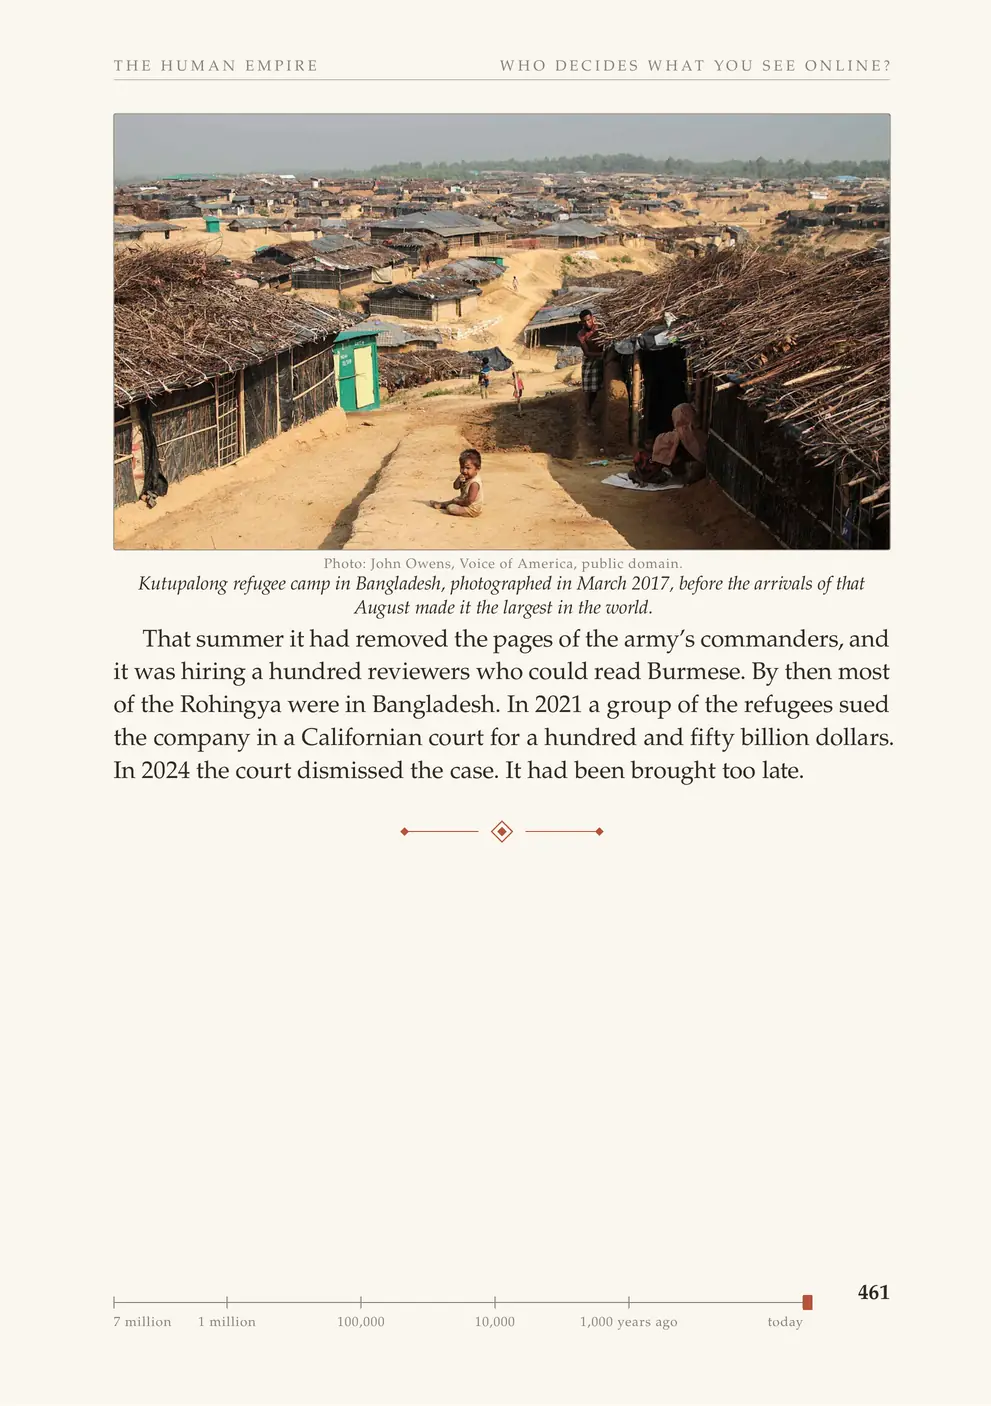 THE HUMAN EMPIRE
WHO DECIDES WHAT YOU SEE ONLINE?
Photo: John Owens, Voice of America, public domain.
Kutupalong refugee camp in Bangladesh, photographed in March 2017, before the arrivals of that
August made it the largest in the world.
That summer it had removed the pages of the army’s commanders, and
it was hiring a hundred reviewers who could read Burmese. By then most
of the Rohingya were in Bangladesh. In 2021 a group of the refugees sued
the company in a Californian court for a hundred and fifty billion dollars.
In 2024 the court dismissed the case. It had been brought too late.
461
7 million
1 million
100,000
10,000
1,000 years ago
today